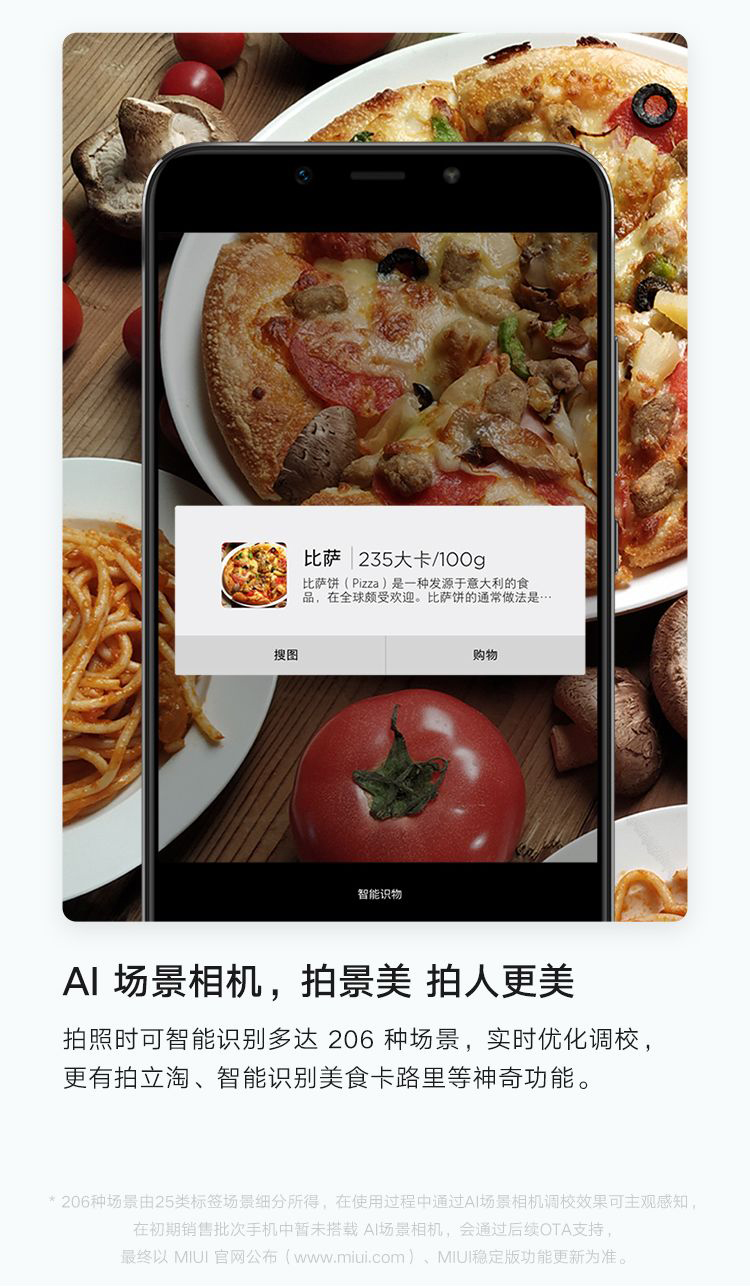 比萨 235大卡/100g
比萨饼（Pizza）是一种发源于意大利的食
品，在全球颇受欢迎。比萨饼的通常做法是…
搜图 购物
智能识物
AI 场景相机，拍景美 拍人更美
拍照时可智能识别多达 206 种场景，实时优化调校，
更有拍立淘、智能识别美食卡路里等神奇功能。
* 206种场景由25类标签场景细分所得，在使用过程中通过AI场景相机调校效果可主观感知，
在初期销售批次手机中暂未搭载 AI场景相机，会通过后续OTA支持，
最终以 MIUI 官网公布（www.miui.com）、MIUI稳定版功能更新为准。